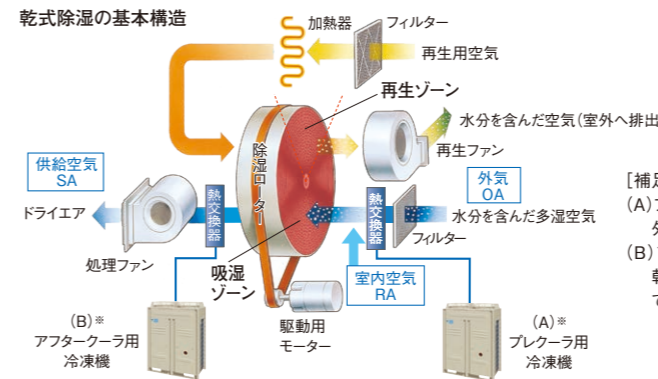 乾式除湿の基本構造
加熱器
フィルター
再生用空気
再生ゾーン
水分を含んだ空気(室外へ排出
再生ファン
除湿ローター
供給空気
SA
ドライエア
処理ファン
熱交換器
吸湿
ゾーン
外気
OA
水分を含んだ多湿空気
熱交換器
フィルター
室内空気
RA
駆動用
モーター
(B)※
アフタークーラ用
冷凍機
(A)※
プレクーラ用
冷凍機
[補足
(A)
(B)